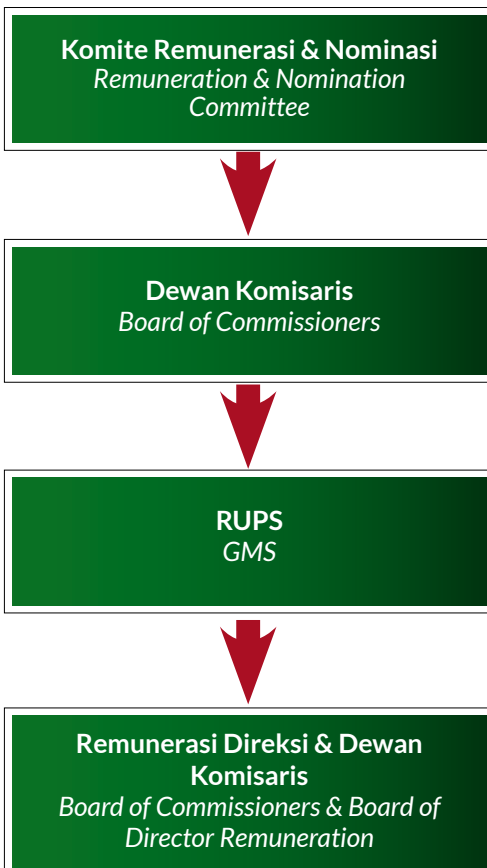 Komite Remunerasi & Nominasi
Remuneration & Nomination
Committee
Dewan Komisaris
Board of Commissioners
RUPS
GMS
Remunerasi Direksi & Dewan
Komisaris
Board of Commissioners & Board of
Director Remuneration